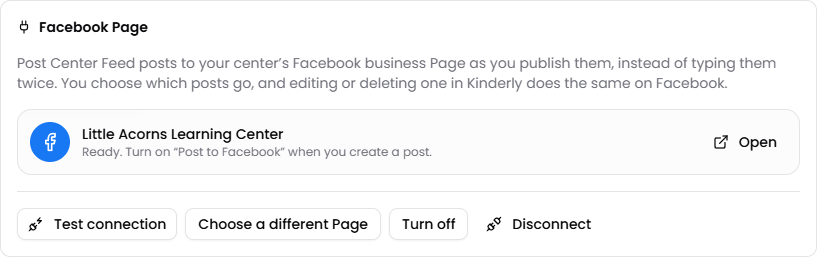 Facebook Page
Post Center Feed posts to your center’s Facebook business Page as you publish them, instead of typing them
twice. You choose which posts go, and editing or deleting one in Kinderly does the same on Facebook.
Little Acorns Learning Center
Ready. Turn on “Post to Facebook” when you create a post.
Open
Test connection
Choose a different Page
Turn off
Disconnect